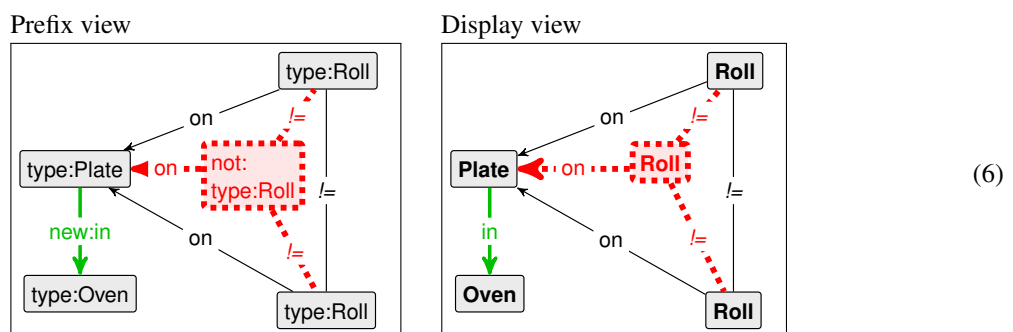 Prefix view
type:Roll
on
!=
type:Plate
on
not:
type:Roll
!=
new:in
on
!=
type:Oven
type:Roll
Display view
Roll
on
!=
Plate
on
Roll
!=
in
on
!=
Oven
Roll
(6)